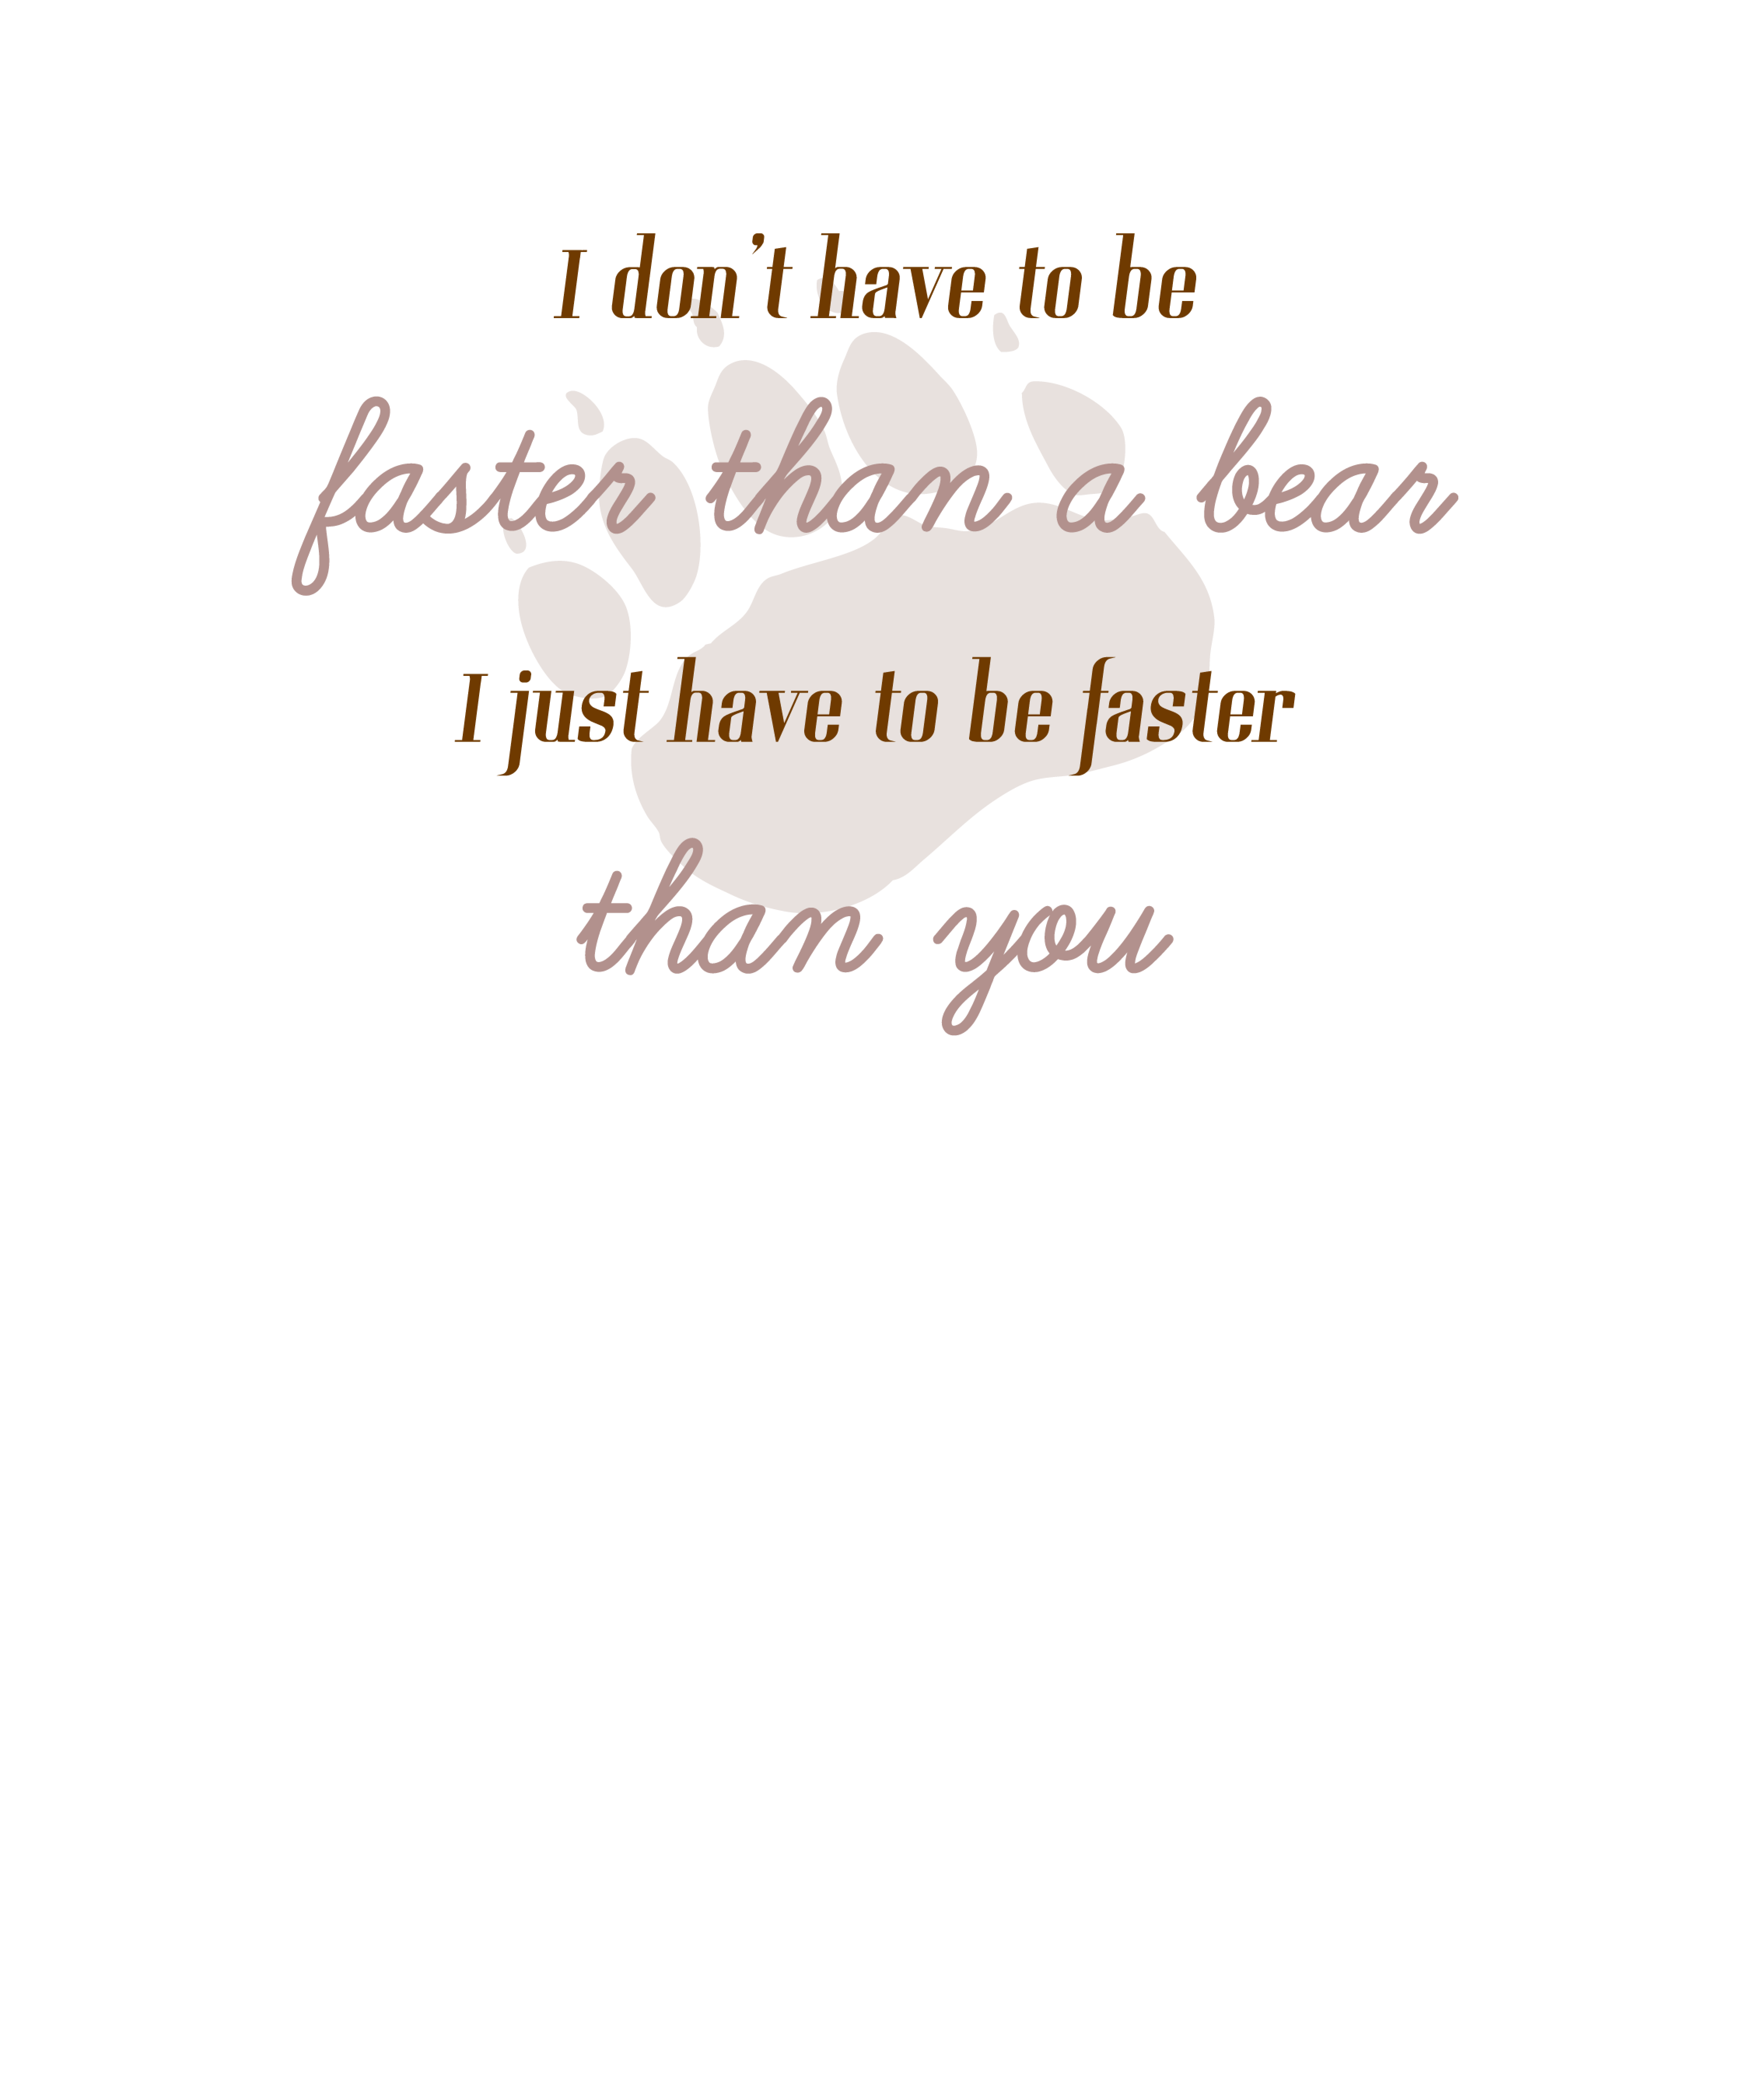 I don't have to be
faster than a bear
I just have to be faster
than you